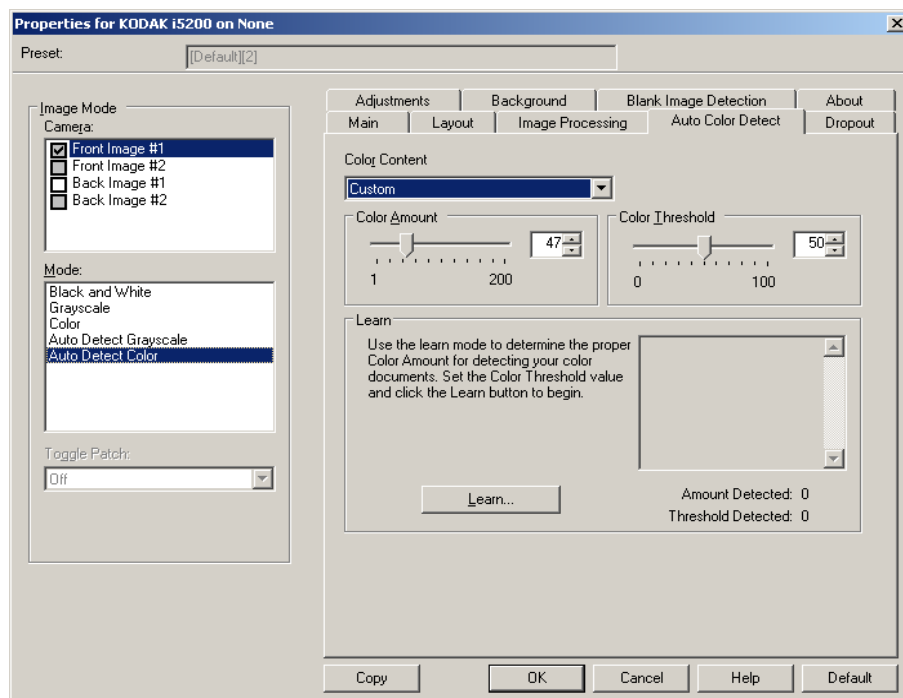 Properties for KODAK i5200 on None
Preset: [Default][2]
Image Mode
Camera:
Front Image #1
Front Image #2
Back Image #1
Back Image #2
Mode:
Black and White
Grayscale
Color
Auto Detect Grayscale
Auto Detect Color
Toggle Patch:
Off
Adjustments Background Blank Image Detection About
Main Layout Image Processing Auto Color Detect Dropout
Color Content
Custom
Color Amount
47
1 200
Color Threshold
50
0 100
Learn
Use the learn mode to determine the proper
Color Amount for detecting your color
documents. Set the Color Threshold value
and click the Learn button to begin.
Learn...
Amount Detected: 0
Threshold Detected: 0
Copy OK Cancel Help Default